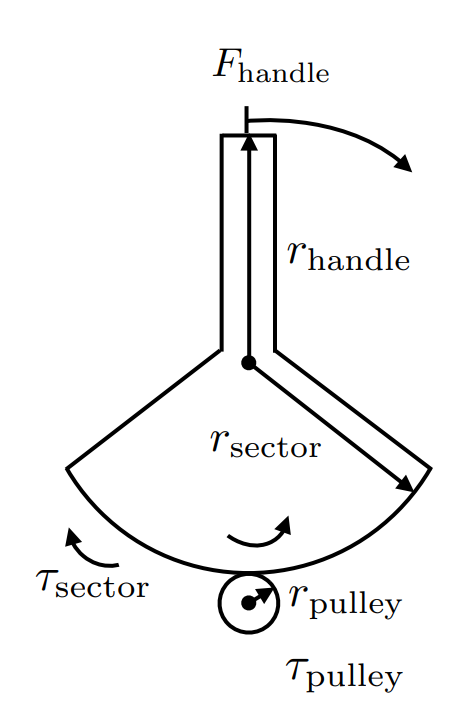 F_handle
r_handle
r_sector
τ_sector
r_pulley
τ_pulley